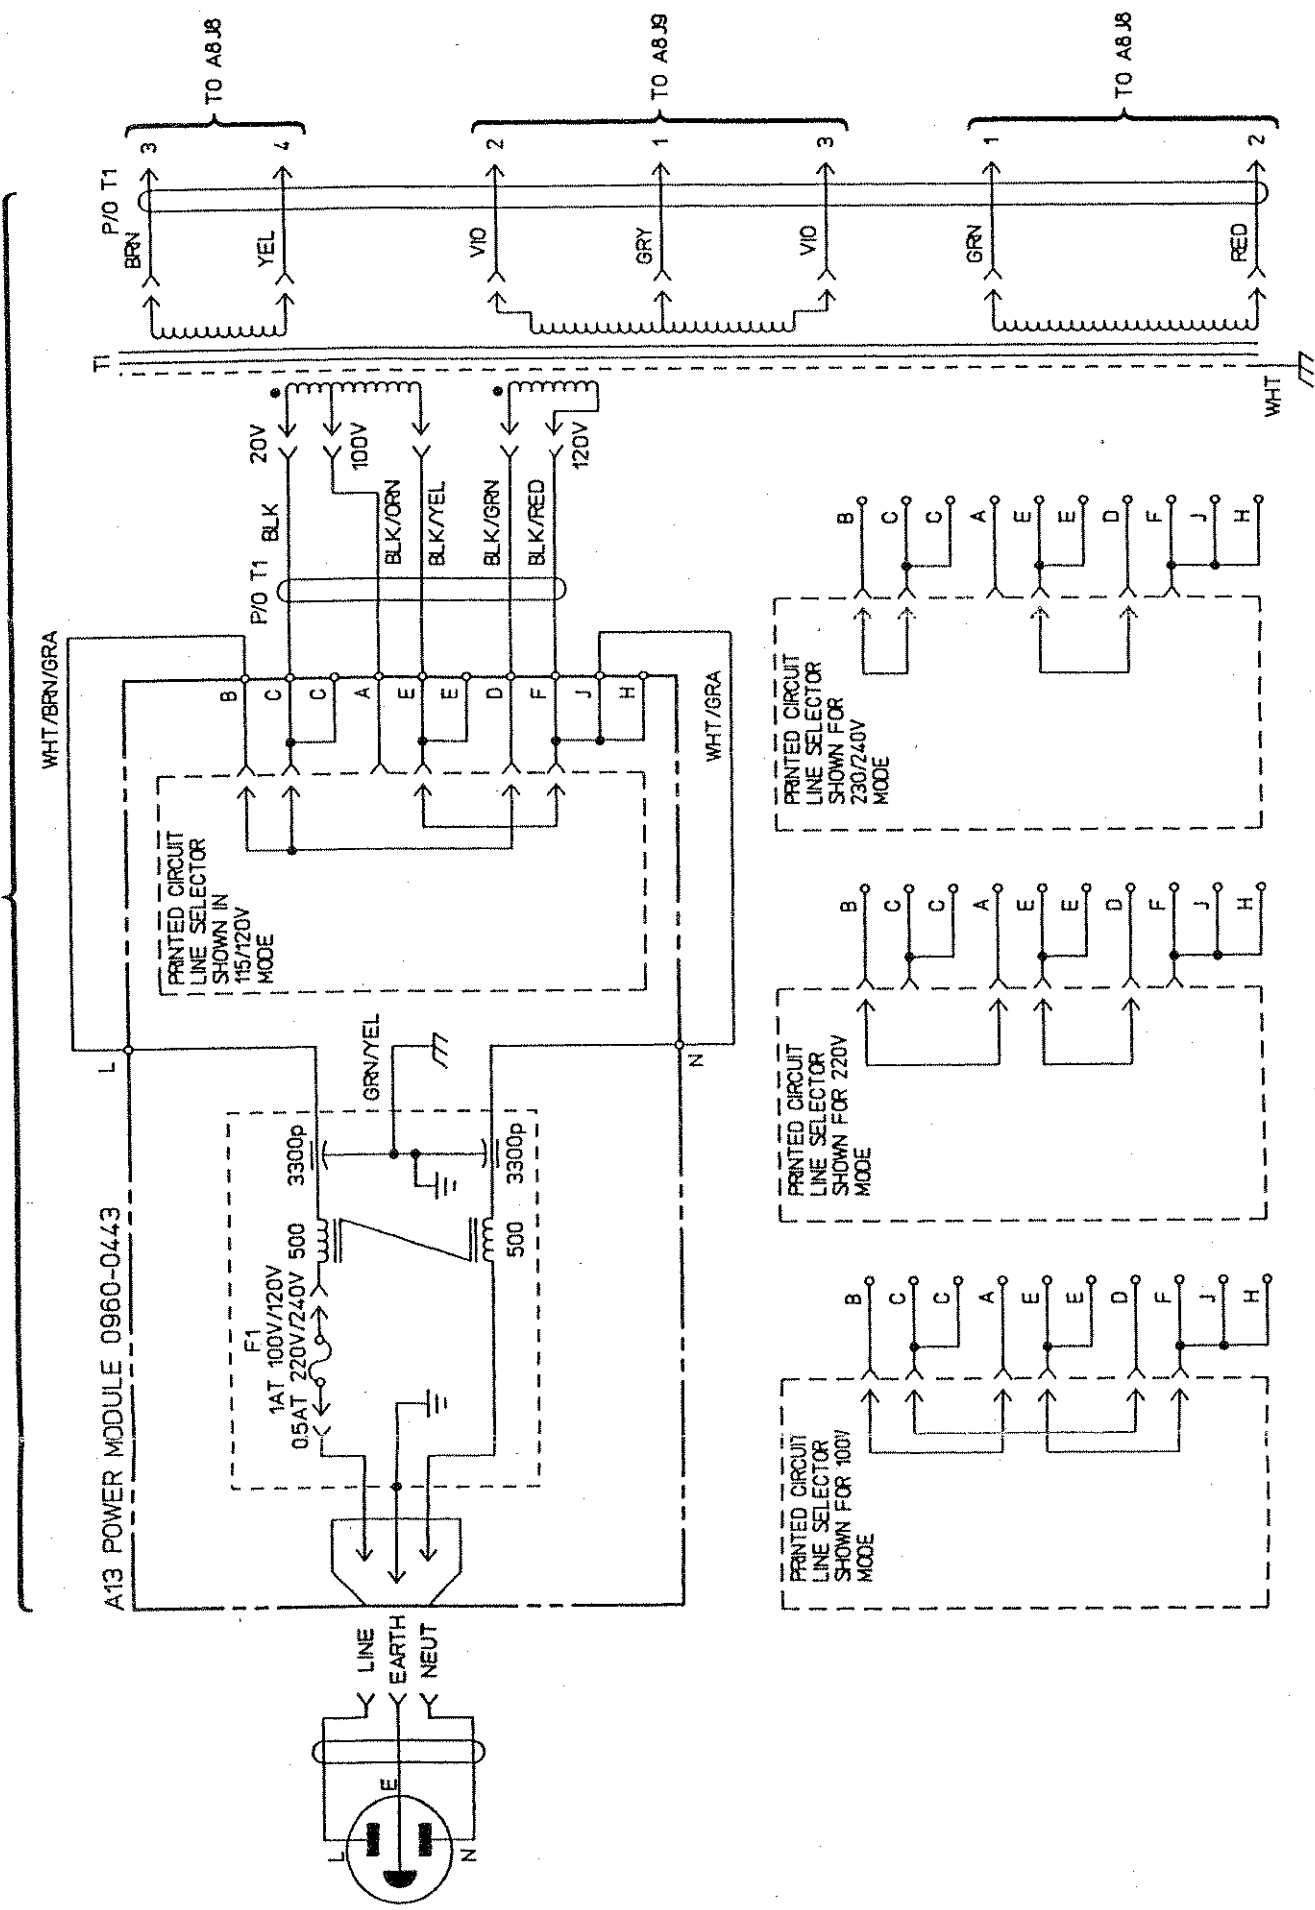 A13 POWER MODULE 0960-0443
L
E
N
LINE
EARTH
NEUT
F1
1AT 100V/120V
0.5AT 220V/240V
500
3300p
500
3300p
GRN/YEL
L
N
WHT/BRN/GRA
WHT/GRA
PRINTED CIRCUIT
LINE SELECTOR
SHOWN IN
115/120V
MODE
B
C
C
A
E
E
D
F
J
H
P/O T1
BLK
BLK/ORN
BLK/YEL
BLK/GRN
BLK/RED
20V
100V
120V
T1
WHT
P/O T1
BRN
YEL
VIO
GRY
VIO
GRN
RED
3
4
2
1
3
1
2
TO A8J8
TO A8J9
TO A8J8
PRINTED CIRCUIT
LINE SELECTOR
SHOWN FOR 100V
MODE
B
C
C
A
E
E
D
F
J
H
PRINTED CIRCUIT
LINE SELECTOR
SHOWN FOR 220V
MODE
B
C
C
A
E
E
D
F
J
H
PRINTED CIRCUIT
LINE SELECTOR
SHOWN FOR
230/240V
MODE
B
C
C
A
E
E
D
F
J
H